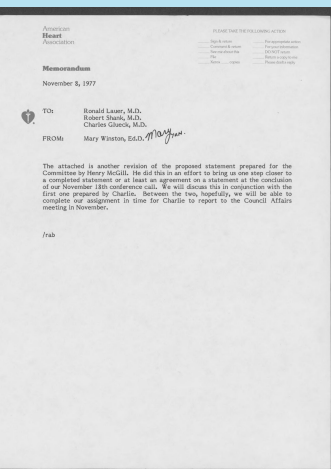 American
Heart
Association
PLEASE TAKE THE FOLLOWING ACTION
Memorandum
November 8, 1977
TO: Ronald Lauer, M.D.
Robert Shank, M.D.
Charles Glueck, M.D.
FROM: Mary Winston, Ed.D. Mary
The attached is another revision of the proposed statement prepared for the
Committee by Henry McGill. He did this in an effort to bring us one step closer to
a completed statement or at least an agreement on a statement at the conclusion
of our November 18th conference call. We will discuss this in conjunction with the
first one prepared by Charlie. Between the two, hopefully, we will be able to
complete our assignment in time for Charlie to report to the Council Affairs
meeting in November.
/rab